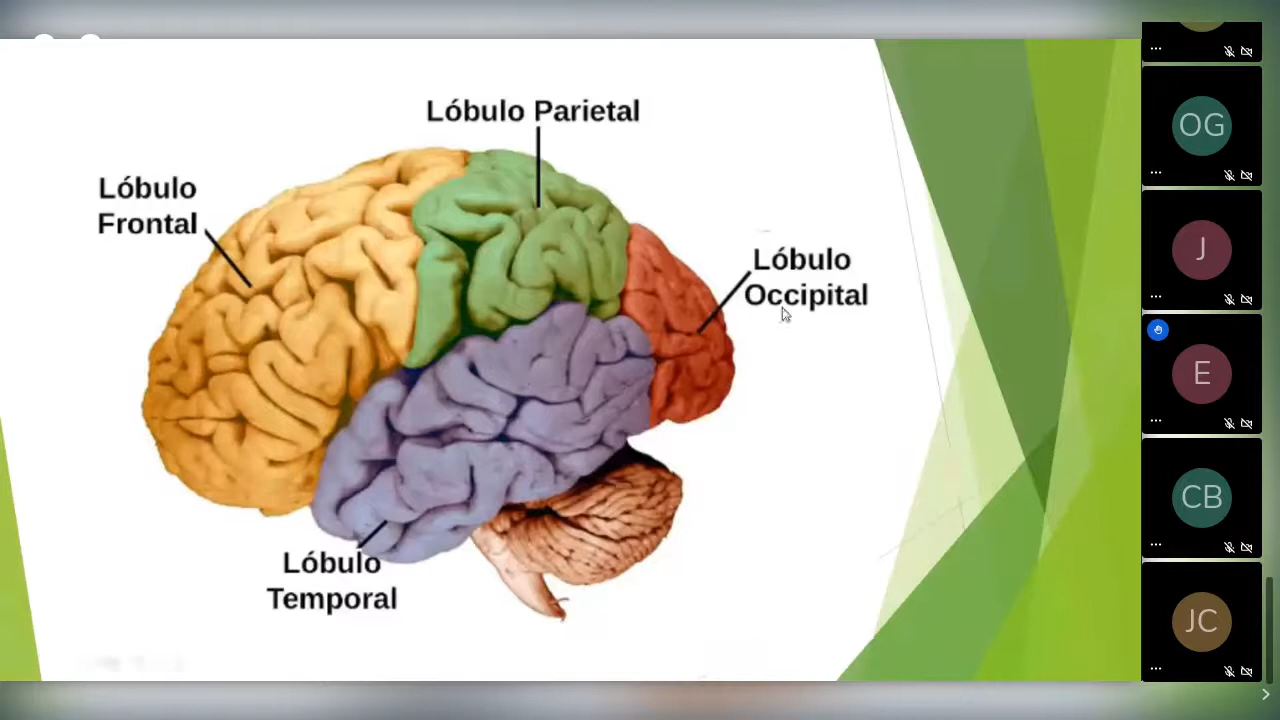 Lóbulo Parietal
Lóbulo
Frontal
Lóbulo
Occipital
Lóbulo
Temporal
OG
J
E
CB
JC